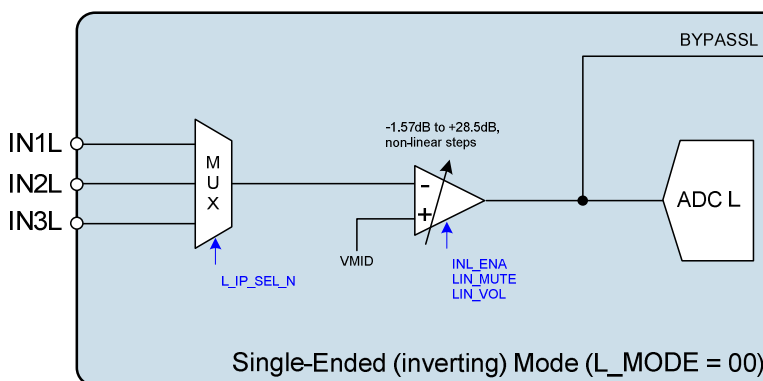 BYPASSL
-1.57dB to +28.5dB,
non-linear steps
IN1L
IN2L
IN3L
MUX
-
+
ADC L
VMID
L_IP_SEL_N
INL_ENA
LIN_MUTE
LIN_VOL
Single-Ended (inverting) Mode (L_MODE = 00)